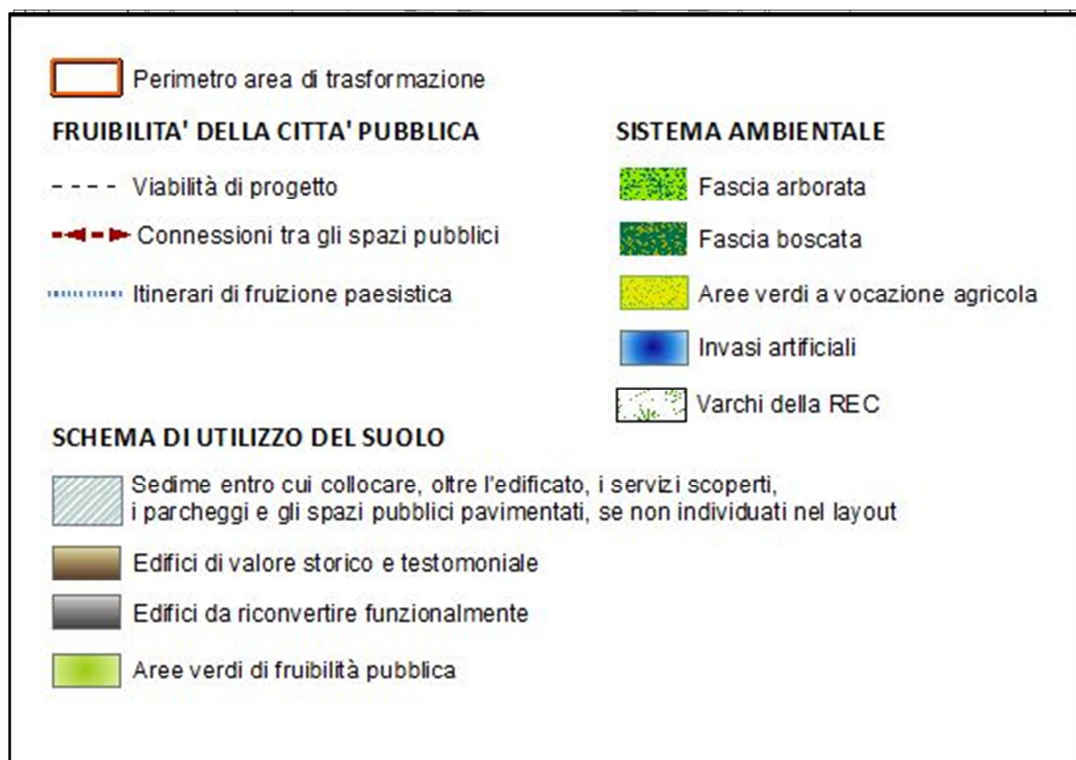 Perimetro area di trasformazione
FRUIBILITA' DELLA CITTA' PUBBLICA
Viabilità di progetto
Connessioni tra gli spazi pubblici
Itinerari di fruizione paesistica
SISTEMA AMBIENTALE
Fascia arborata
Fascia boscata
Aree verdi a vocazione agricola
Invasi artificiali
Varchi della REC
SCHEMA DI UTILIZZO DEL SUOLO
Sedime entro cui collocare, oltre l'edificato, i servizi scoperti,
i parcheggi e gli spazi pubblici pavimentati, se non individuati nel layout
Edifici di valore storico e testomoniale
Edifici da riconvertire funzionalmente
Aree verdi di fruibilità pubblica